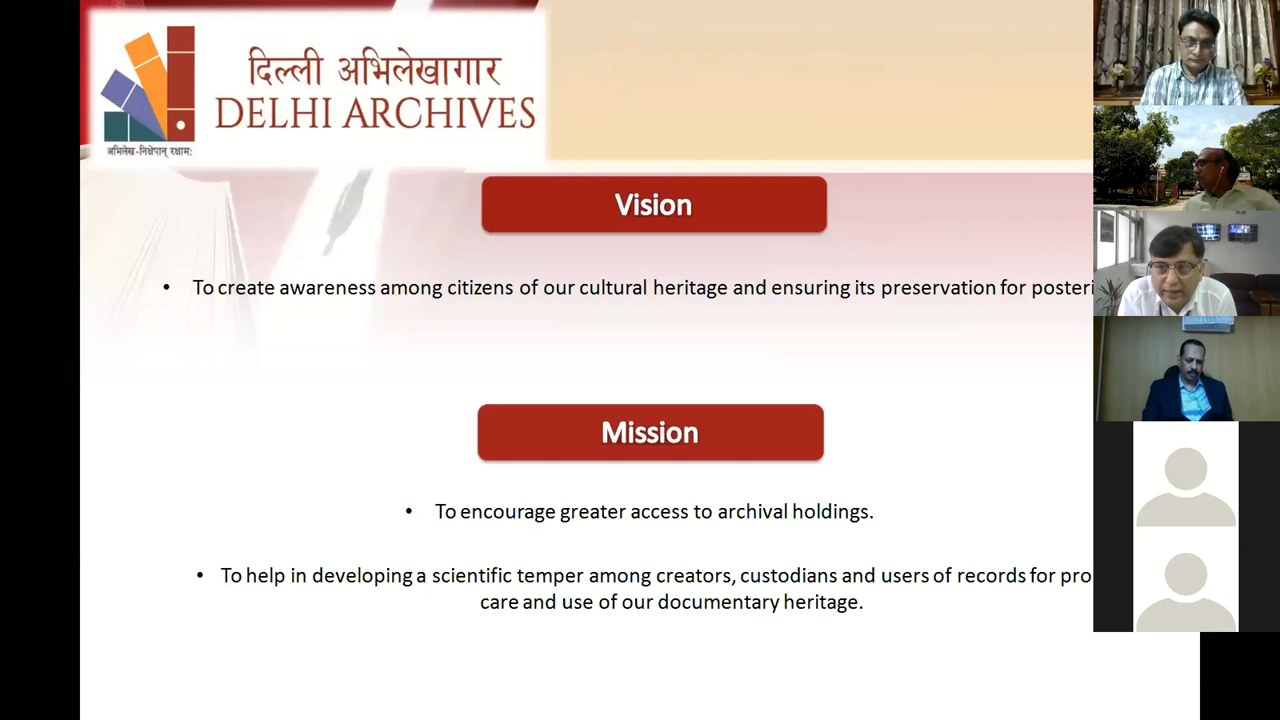 दिल्ली अभिलेखागार
DELHI ARCHIVES
अभिलेख-निक्षेपान् रक्षाम:
Vision
• To create awareness among citizens of our cultural heritage and ensuring its preservation for posteri
Mission
• To encourage greater access to archival holdings.
• To help in developing a scientific temper among creators, custodians and users of records for pro
care and use of our documentary heritage.